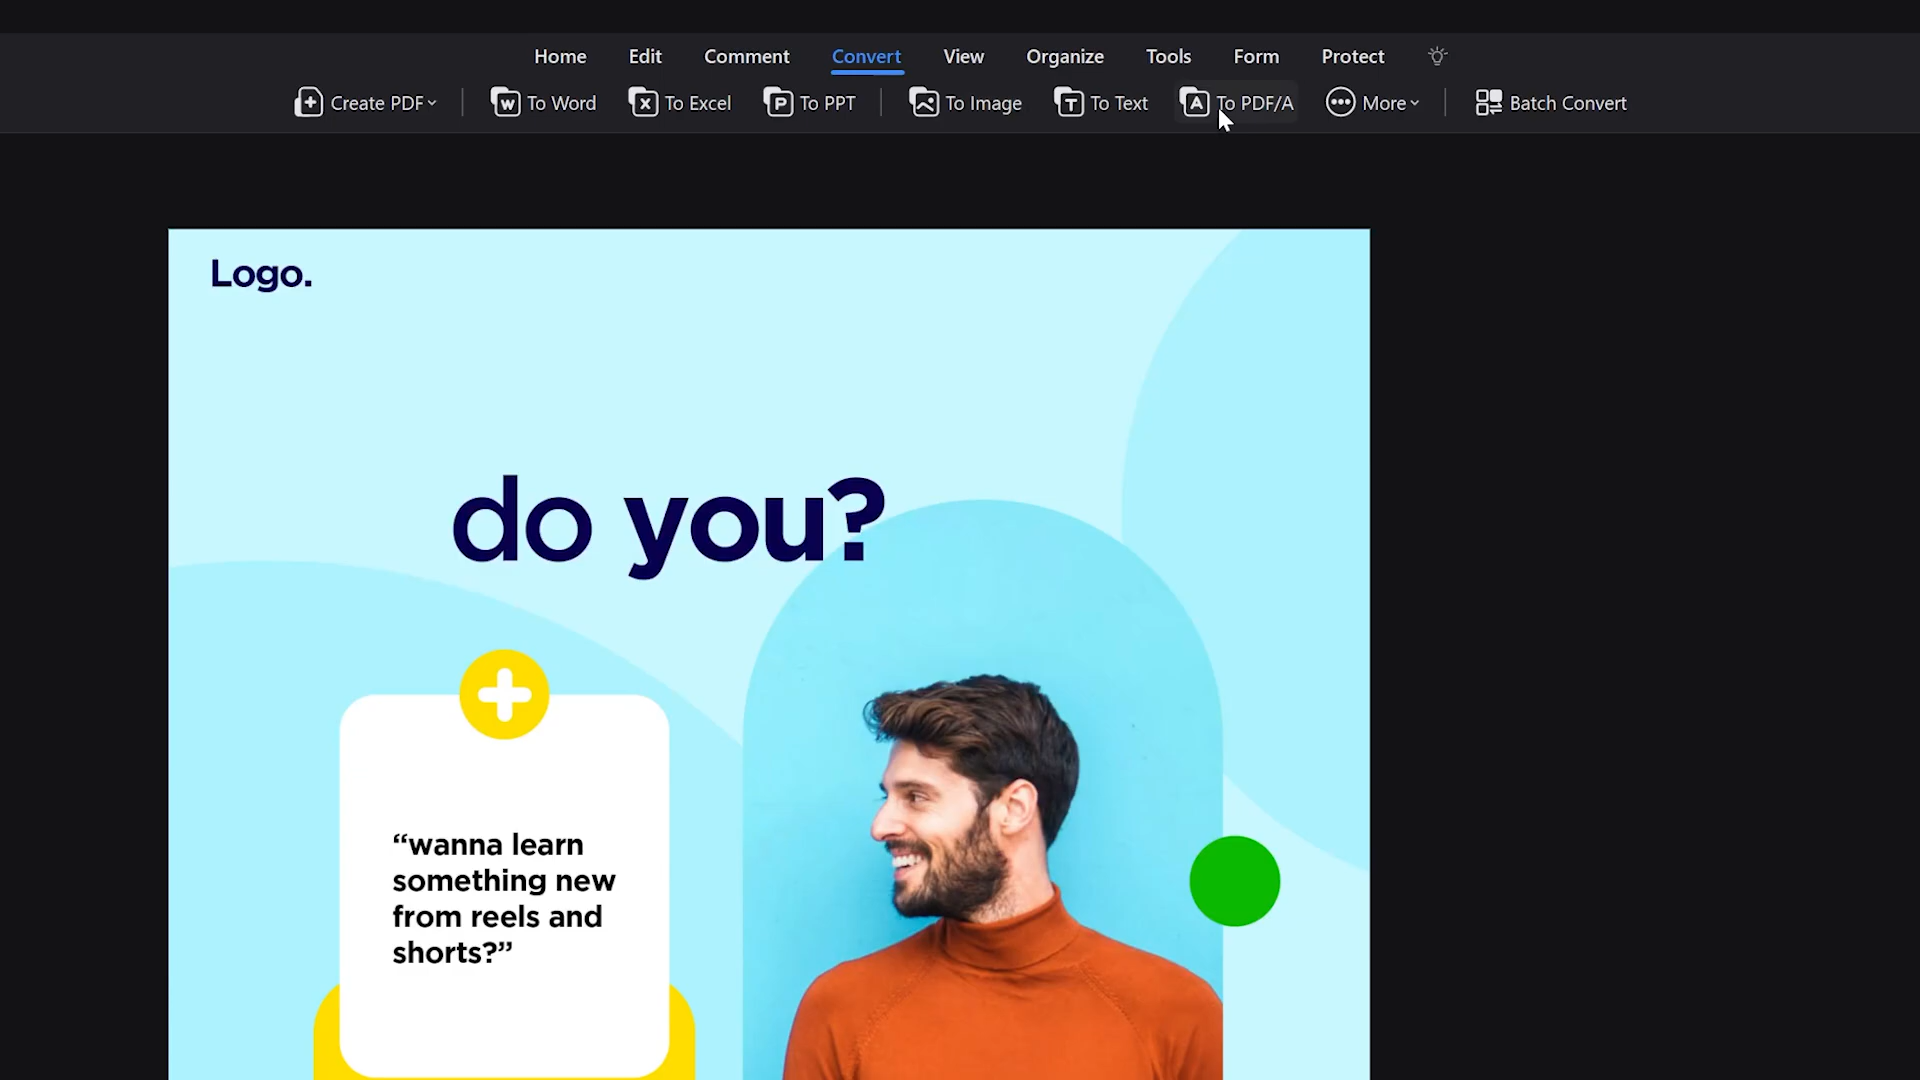 Home Edit Comment Convert View Organize Tools Form Protect
Create PDF To Word To Excel To PPT To Image To Text To PDF/A More Batch Convert
Logo.
do you?
“wanna learn
something new
from reels and
shorts?”